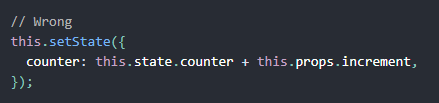 // Wrong
this.setState({
  counter: this.state.counter + this.props.increment,
});